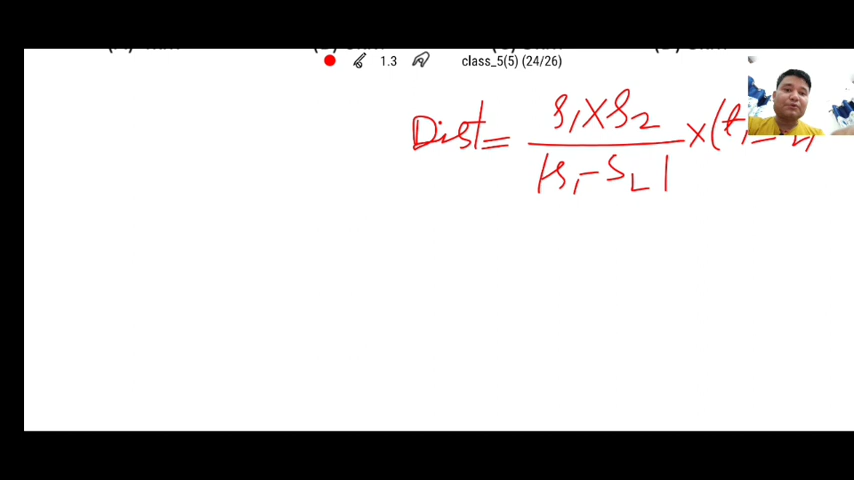 1.3 class_5(5) (24/26)
Dist = S₁ × S₂ / |S₁ - S₂| × (t₁ -